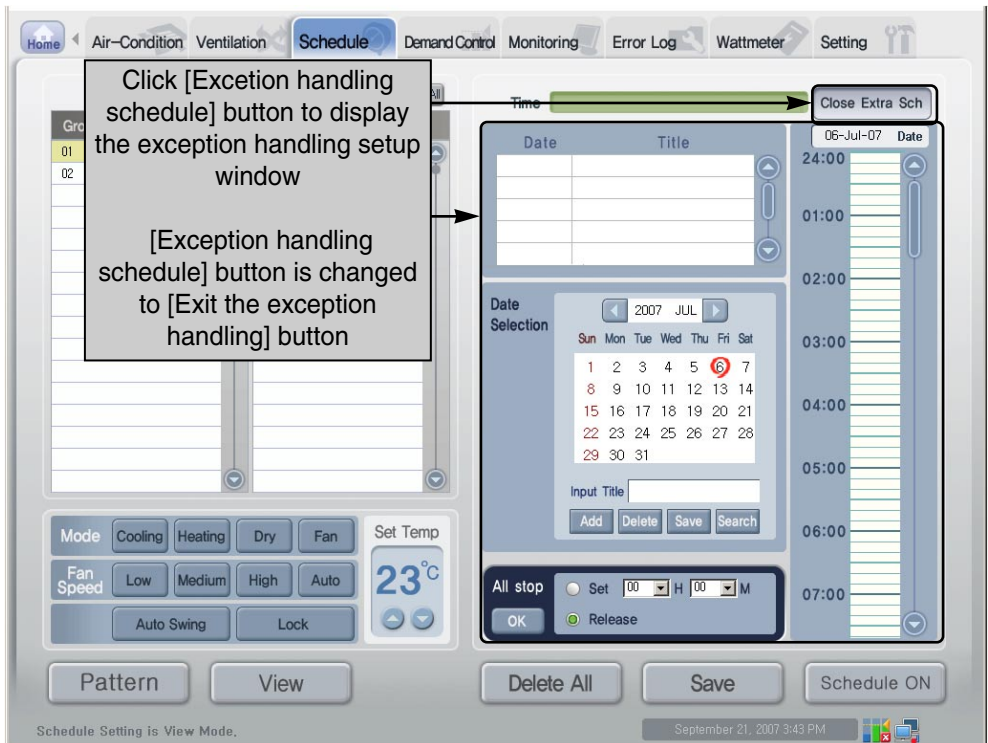 Home Air-Condition Ventilation Schedule Demand Control Monitoring Error Log Wattmeter Setting
Click [Excetion handling
schedule] button to display
the exception handling setup
window
[Exception handling
schedule] button is changed
to [Exit the exception
handling] button
All
Gro
01
02
Time
Close Extra Sch
Date Title
06-Jul-07 Date
24:00
01:00
02:00
03:00
04:00
05:00
06:00
07:00
Date
Selection
2007 JUL
Sun Mon Tue Wed Thu Fri Sat
1 2 3 4 5 6 7
8 9 10 11 12 13 14
15 16 17 18 19 20 21
22 23 24 25 26 27 28
29 30 31
Input Title
Add Delete Save Search
Mode Cooling Heating Dry Fan
Fan
Speed
Low Medium High Auto
Auto Swing Lock
Set Temp
23°C
All stop
Set 00 H 00 M
OK
Release
Pattern View Delete All Save Schedule ON
Schedule Setting is View Mode.
September 21, 2007 3:43 PM